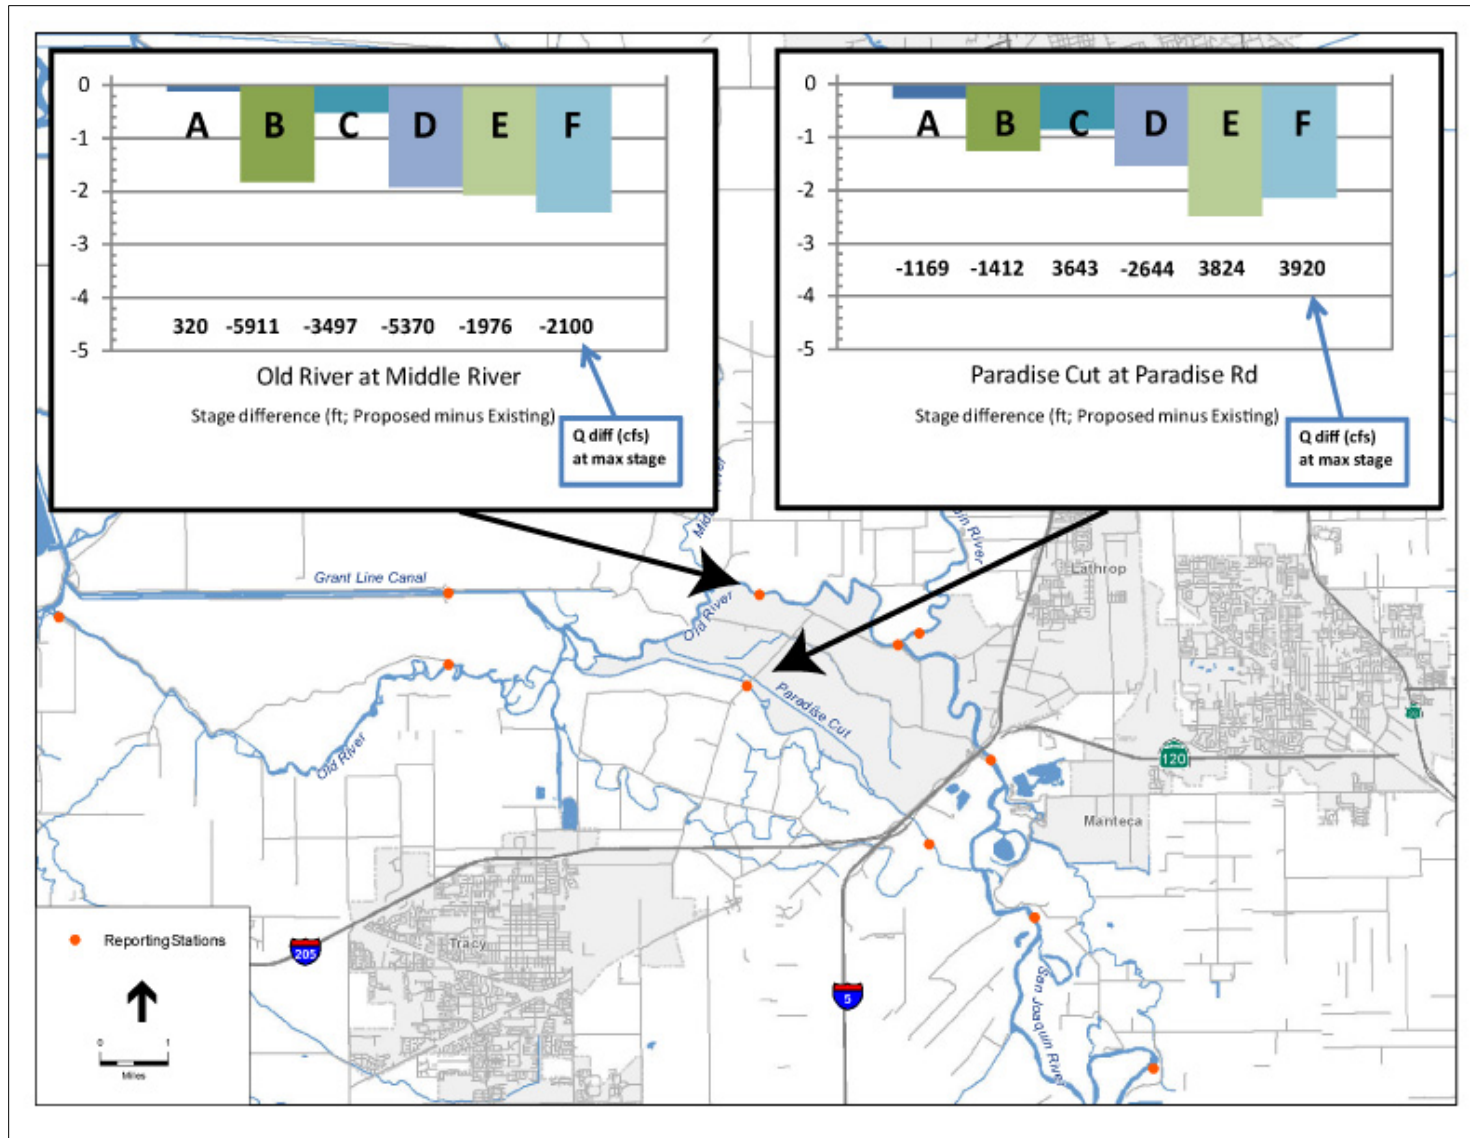 0
-1
-2
-3
-4
-5
A B C D E F
320 -5911 -3497 -5370 -1976 -2100
Old River at Middle River
Stage difference (ft; Proposed minus Existing)
Q diff (cfs)
at max stage
0
-1
-2
-3
-4
-5
A B C D E F
-1169 -1412 3643 -2644 3824 3920
Paradise Cut at Paradise Rd
Stage difference (ft; Proposed minus Existing)
Q diff (cfs)
at max stage
Grant Line Canal
Old River
Lathrop
Paradise Cut
Old River
120
Manteca
Tracy
205
5
San Joaquin River
Reporting Stations
0 1
Miles